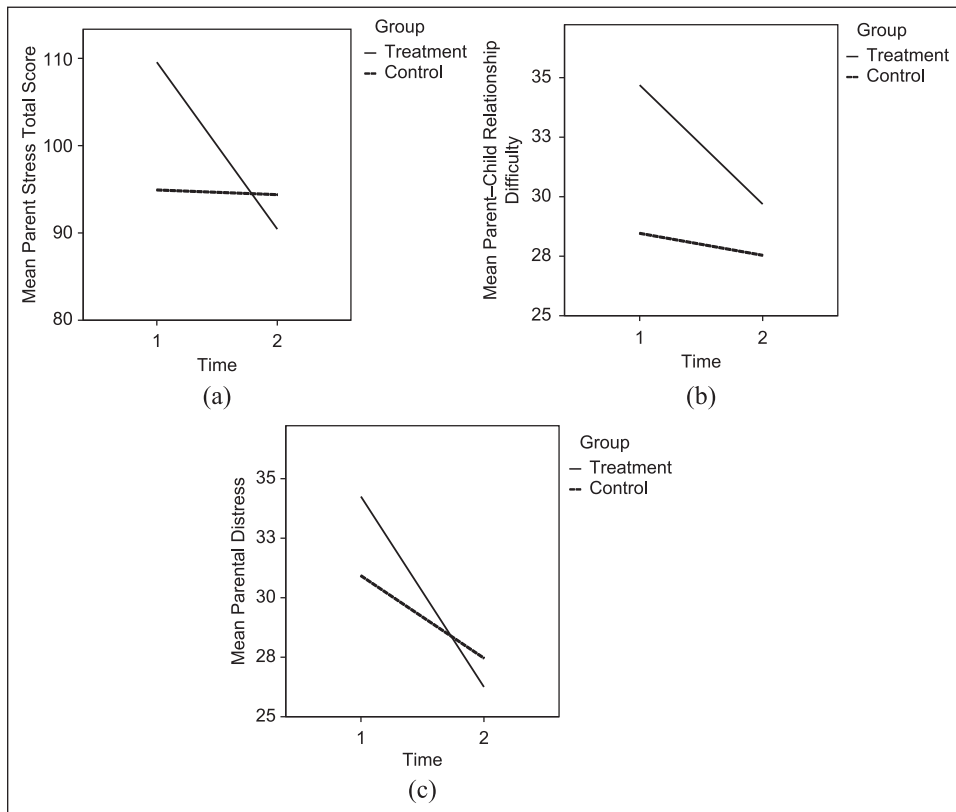 Group
Treatment
Control
Mean Parent Stress Total Score
110
100
90
80
1
2
Time
(a)
Group
Treatment
Control
Mean Parent–Child Relationship
Difficulty
35
33
30
28
25
1
2
Time
(b)
Group
Treatment
Control
Mean Parental Distress
35
33
30
28
25
1
2
Time
(c)